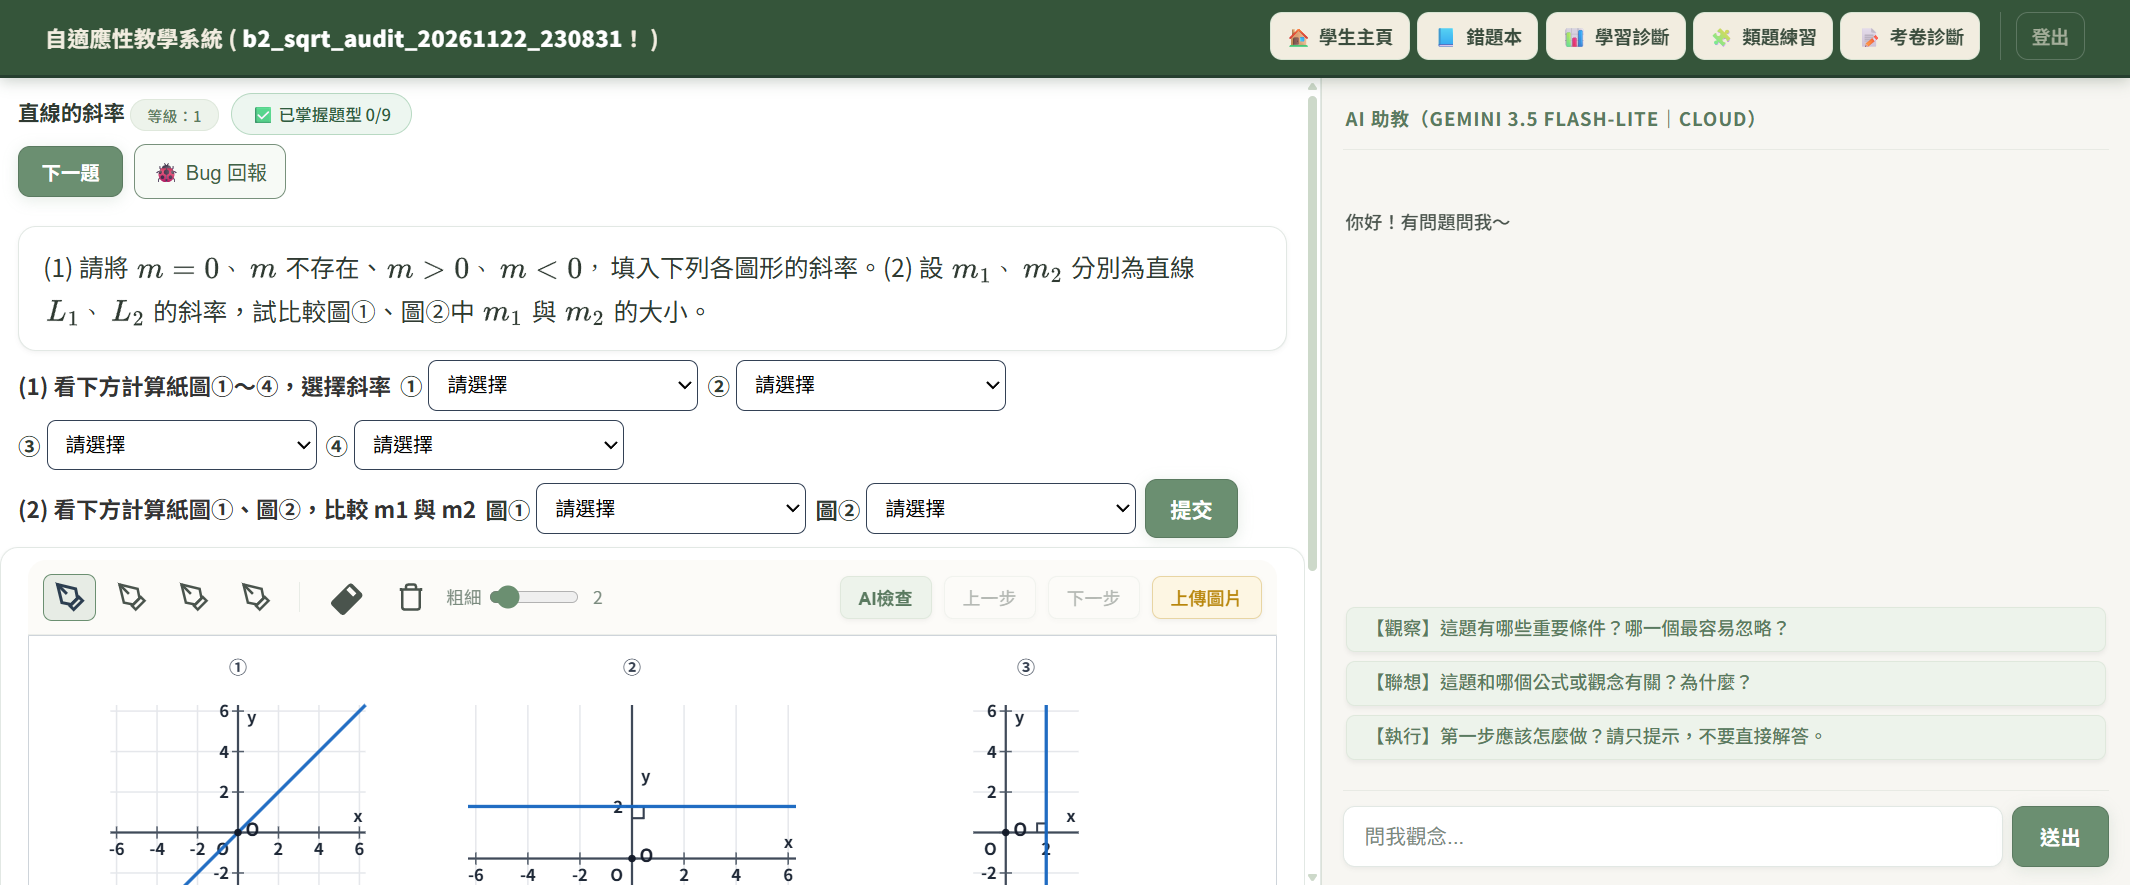 自適應性教學系統 ( b2_sqrt_audit_20261122_230831！ )
學生主頁
錯題本
學習診斷
類題練習
考卷診斷
登出
直線的斜率
等級：1
已掌握題型 0/9
下一題
Bug 回報
(1) 請將 m = 0、 m 不存在、m > 0、 m < 0，填入下列各圖形的斜率。(2) 設 m₁、 m₂ 分別為直線
L₁、 L₂ 的斜率，試比較圖①、圖②中 m₁ 與 m₂ 的大小。
(1) 看下方計算紙圖①～④，選擇斜率 ① 請選擇 ② 請選擇
③ 請選擇 ④ 請選擇
(2) 看下方計算紙圖①、圖②，比較 m1 與 m2 圖① 請選擇 圖② 請選擇 提交
粗細 2
AI檢查
上一步
下一步
上傳圖片
① ② ③
6 y
4
2
x
O
-6 -4 -2 O 2 4 6
-2
y
2
x
O
-6 -4 -2 O 2 4 6
6 y
4
2
x
O
O 2
-2
AI 助教（GEMINI 3.5 FLASH-LITE｜CLOUD）
你好！有問題問我～
【觀察】這題有哪些重要條件？哪一個最容易忽略？
【聯想】這題和哪個公式或觀念有關？為什麼？
【執行】第一步應該怎麼做？請只提示，不要直接解答。
問我觀念...
送出